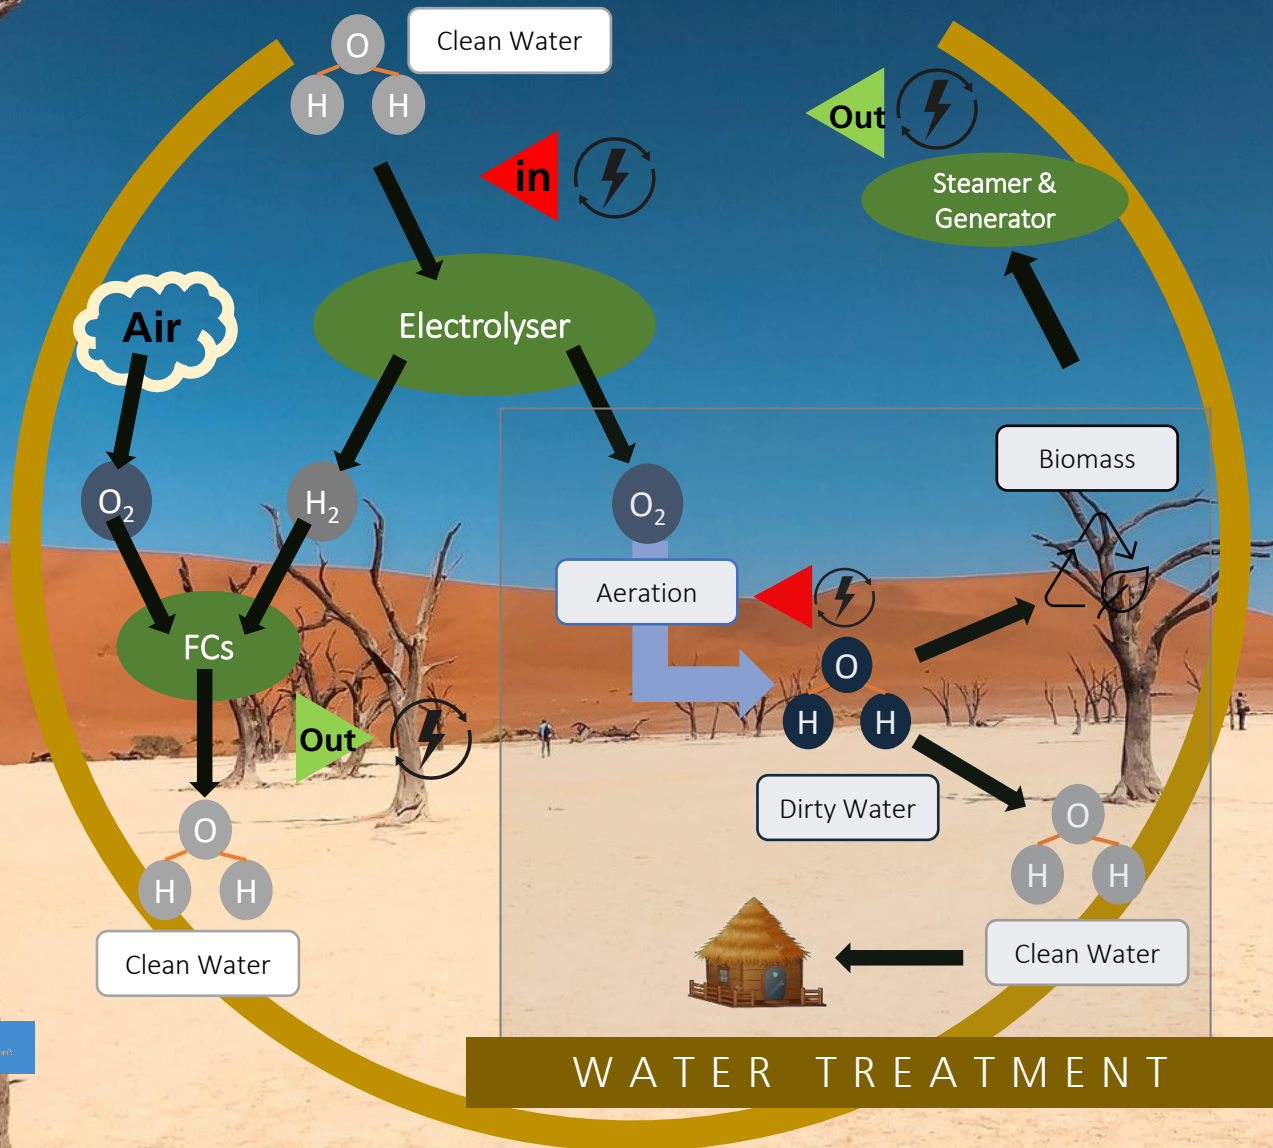 O
H H
Clean Water
in
Out
Steamer &
Generator
Air
Electrolyser
O2
H2
O2
Biomass
Aeration
FCs
Out
O
H H
Dirty Water
O
H H
Clean Water
O
H H
Clean Water
WATER TREATMENT